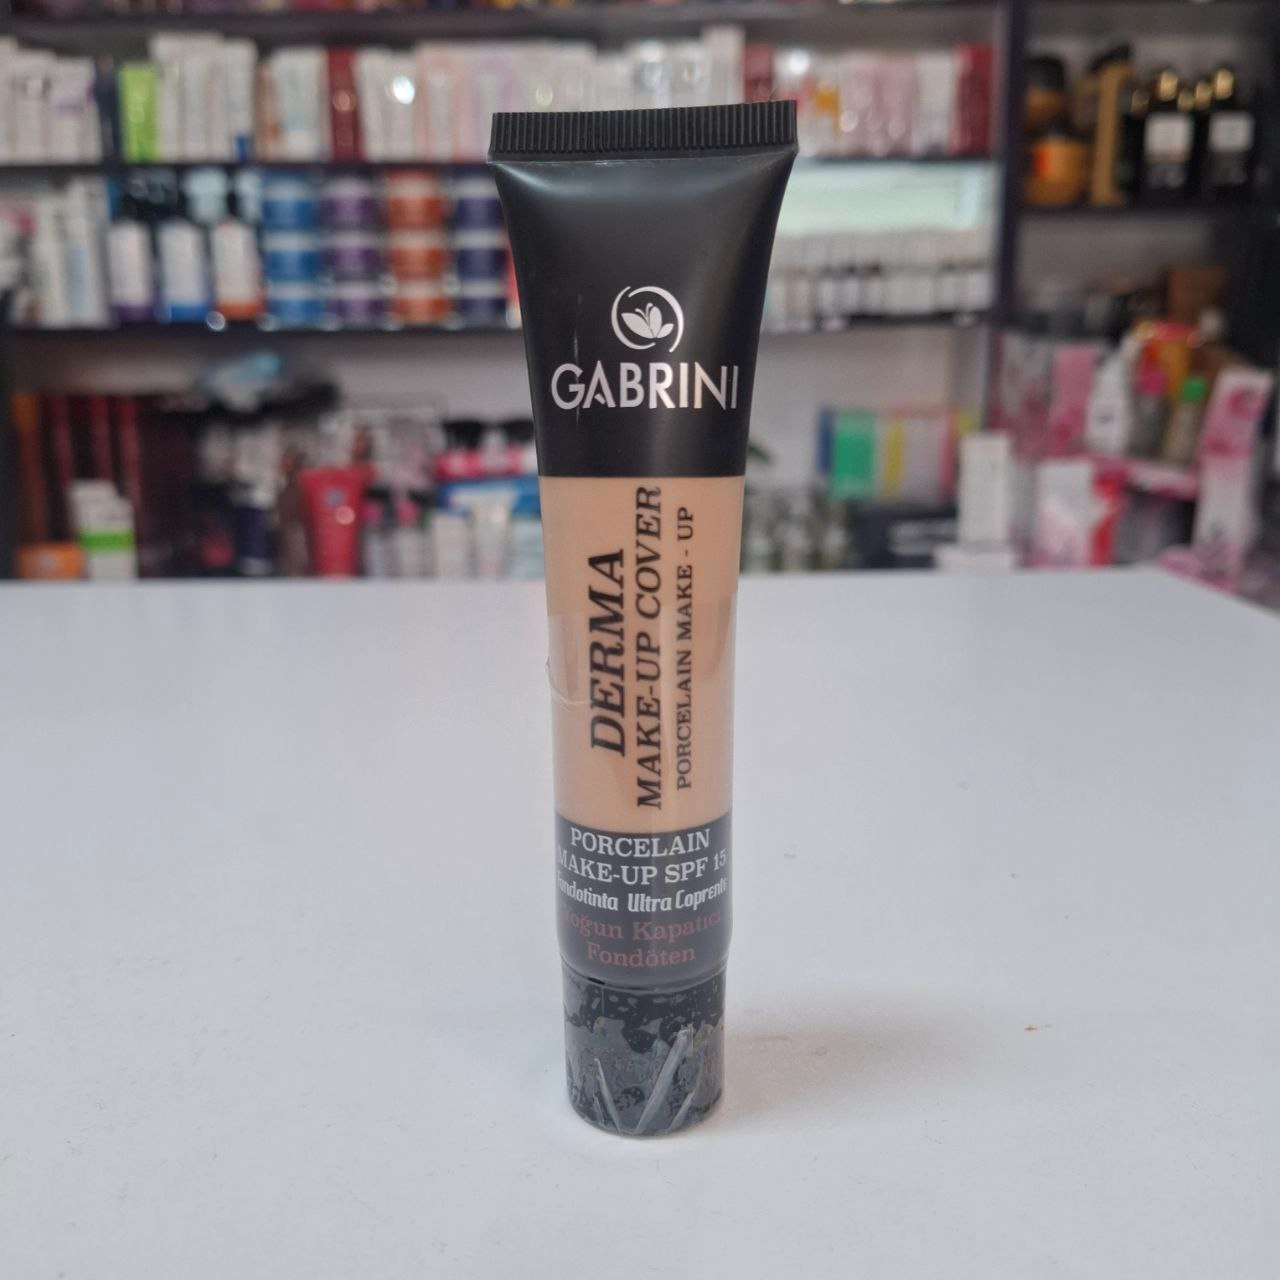 GABRINI
DERMA
MAKE-UP COVER
PORCELAIN MAKE - UP
PORCELAIN
MAKE-UP SPF 15
Fondotinta Ultra Coprente
Yoğun Kapatıcı
Fondöten